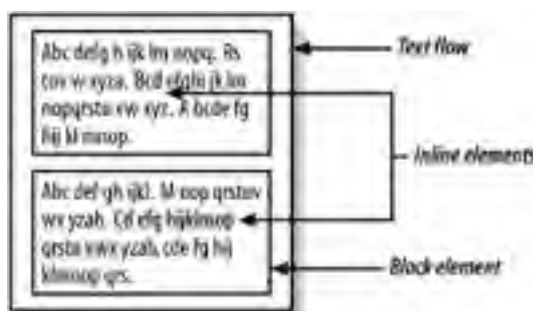 Abc defg h ijk lm nopq. Rs
tuv w xyza. Bcd efghi jk lm
nopqrstu vw xyz. A bcde fg
hij kl mnop.
Text flow
Inline elements
Abc def gh ijkl. M nop qrstuv
wx yzab. Cd efg hijklmnop
qrstu vwx yzab, cde fg hij
klmnop qrs.
Block element